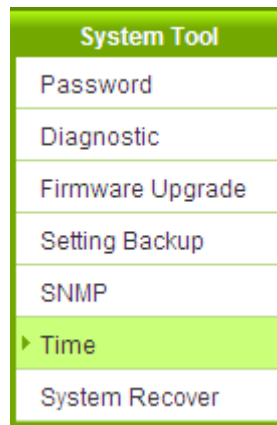 System Tool
Password
Diagnostic
Firmware Upgrade
Setting Backup
SNMP
Time
System Recover